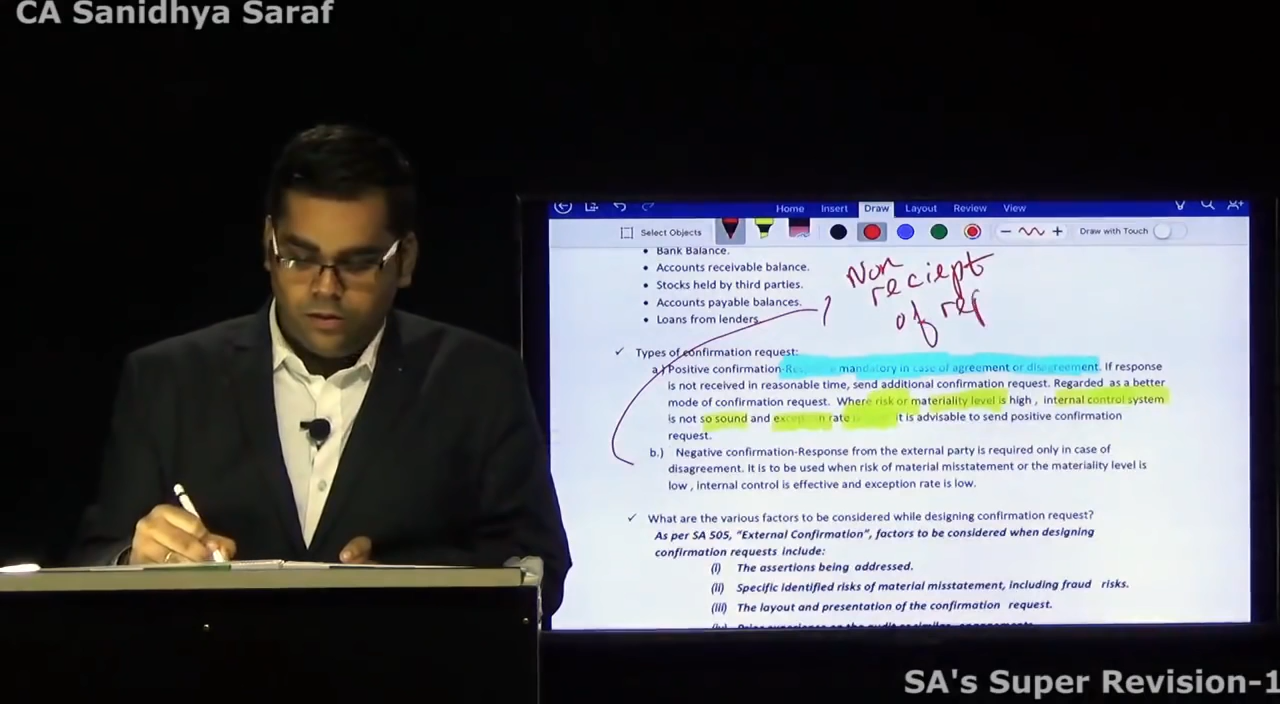 CA Sanidhya Saraf
Home Insert Draw Layout Review View
Select Objects
Draw with Touch
• Bank Balance.
• Accounts receivable balance.
• Stocks held by third parties.
• Accounts payable balances.
• Loans from lenders
Non
reciept
of rep
✓ Types of confirmation request:
a.) Positive confirmation- mandatory in case of agreement or disagreement. If response
is not received in reasonable time, send additional confirmation request. Regarded as a better
mode of confirmation request. Where risk or materiality level is high , internal control system
is not so sound and exception rate it is advisable to send positive confirmation
request.
b.) Negative confirmation-Response from the external party is required only in case of
disagreement. It is to be used when risk of material misstatement or the materiality level is
low , internal control is effective and exception rate is low.
✓ What are the various factors to be considered while designing confirmation request?
As per SA 505, “External Confirmation”, factors to be considered when designing
confirmation requests include:
(i) The assertions being addressed.
(ii) Specific identified risks of material misstatement, including fraud risks.
(iii) The layout and presentation of the confirmation request.
SA's Super Revision-1